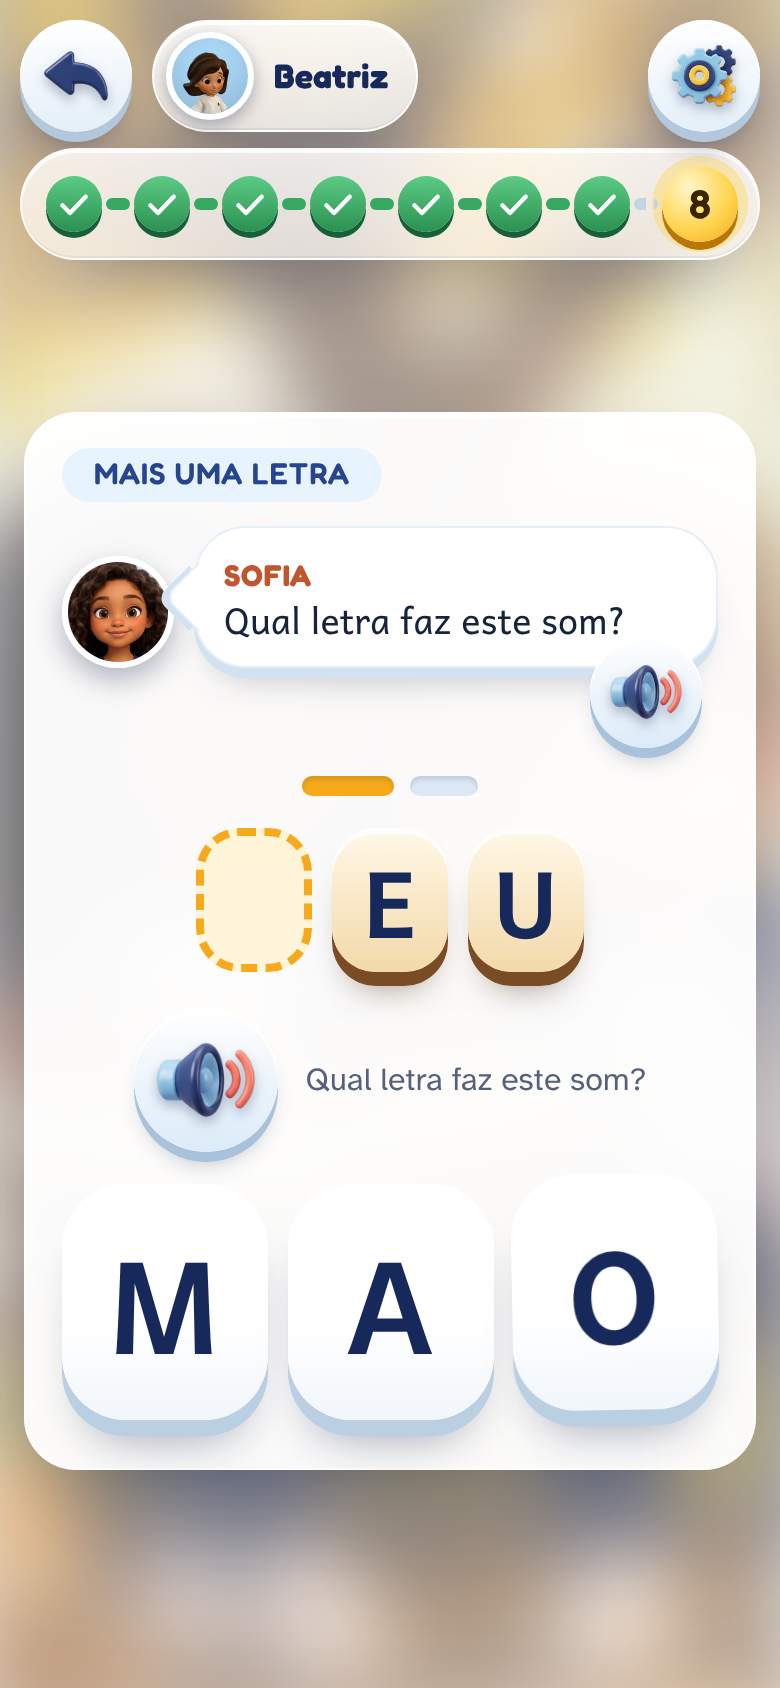 Beatriz
8
MAIS UMA LETRA
SOFIA
Qual letra faz este som?
E U
Qual letra faz este som?
M A O